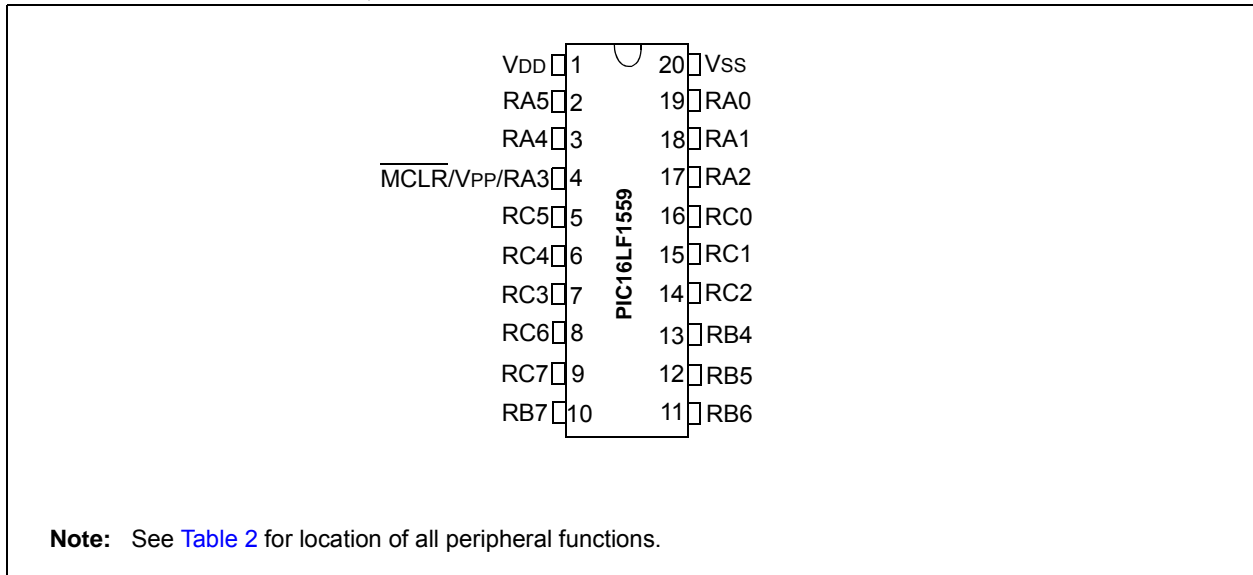 VDD 1 20 VSS
RA5 2 19 RA0
RA4 3 18 RA1
MCLR/VPP/RA3 4 17 RA2
RC5 5 16 RC0
RC4 6 15 RC1
RC3 7 14 RC2
RC6 8 13 RB4
RC7 9 12 RB5
RB7 10 11 RB6
PIC16LF1559
Note: See Table 2 for location of all peripheral functions.